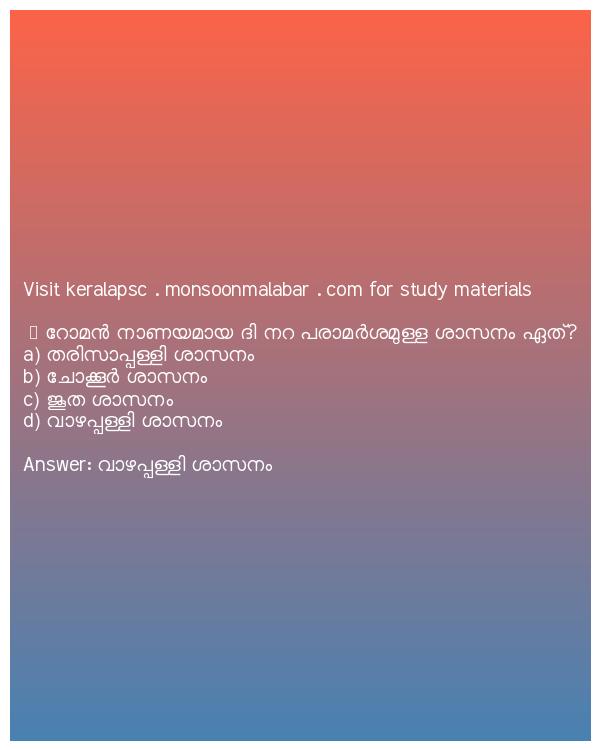 Visit keralapsc . monsoonmalabar . com for study materials
റോമൻ നാണയമായ ദി നറ പരാമർശമുള്ള ശാസനം ഏത്?
a) തരിസാപ്പള്ളി ശാസനം
b) ചോക്കൂർ ശാസനം
c) ജൂത ശാസനം
d) വാഴപ്പള്ളി ശാസനം
Answer: വാഴപ്പള്ളി ശാസനം